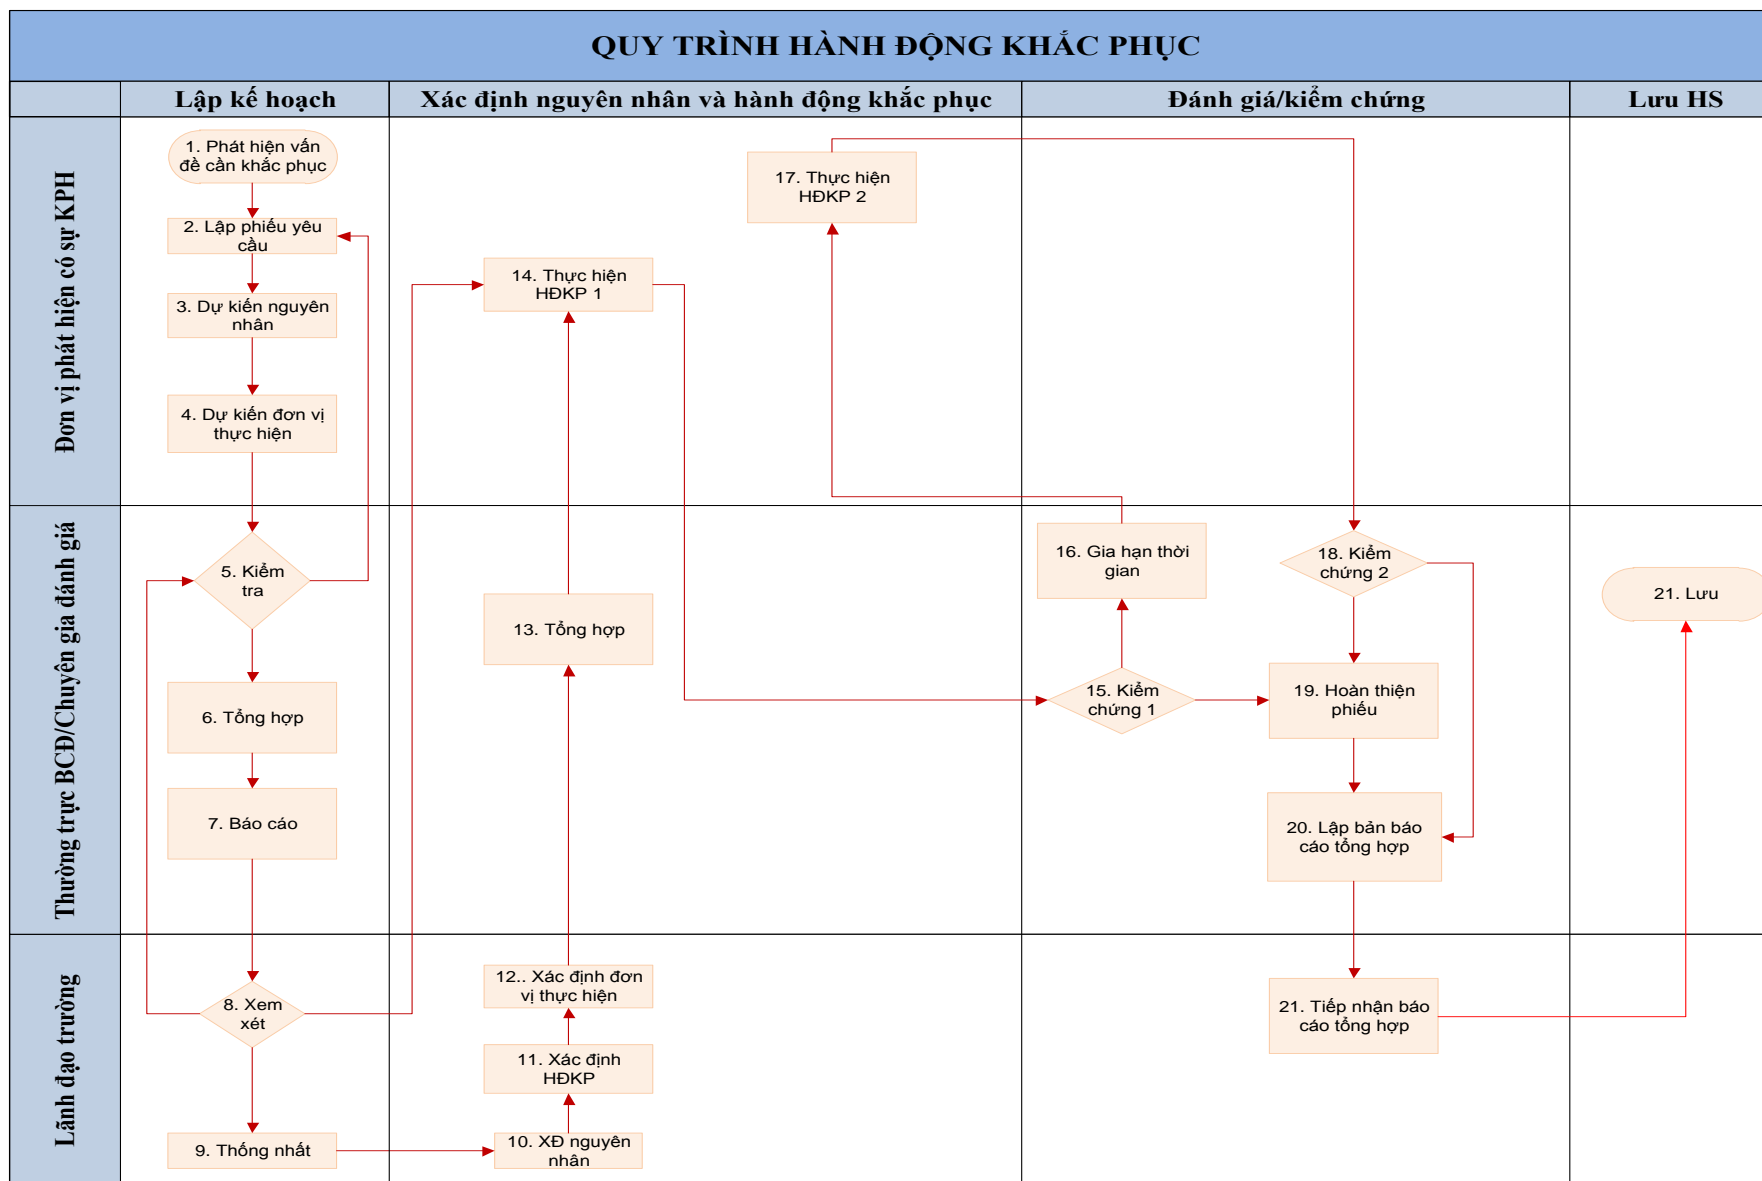 QUY TRÌNH HÀNH ĐỘNG KHẮC PHỤC
Lập kế hoạch
Xác định nguyên nhân và hành động khắc phục
Đánh giá/kiểm chứng
Lưu HS
Đơn vị phát hiện có sự KPH
1. Phát hiện vấn
đề cần khắc phục
2. Lập phiếu yêu
cầu
3. Dự kiến nguyên
nhân
4. Dự kiến đơn vị
thực hiện
14. Thực hiện
HĐKP 1
17. Thực hiện
HĐKP 2
Thường trực BCĐ/Chuyên gia đánh giá
5. Kiểm
tra
6. Tổng hợp
7. Báo cáo
13. Tổng hợp
16. Gia hạn thời
gian
15. Kiểm
chứng 1
18. Kiểm
chứng 2
19. Hoàn thiện
phiếu
20. Lập bản báo
cáo tổng hợp
21. Lưu
Lãnh đạo trường
8. Xem
xét
9. Thống nhất
12.. Xác định đơn
vị thực hiện
11. Xác định
HĐKP
10. XĐ nguyên
nhân
21. Tiếp nhận báo
cáo tổng hợp